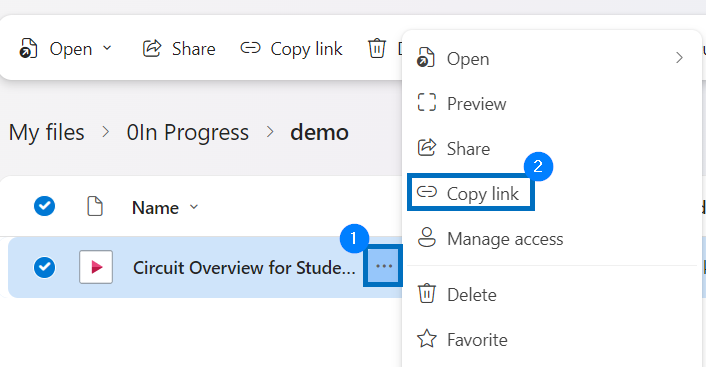 Open Share Copy link
My files > 0In Progress > demo
Name
1
Circuit Overview for Stude... ...
Open
Preview
Share
2
Copy link
Manage access
Delete
Favorite